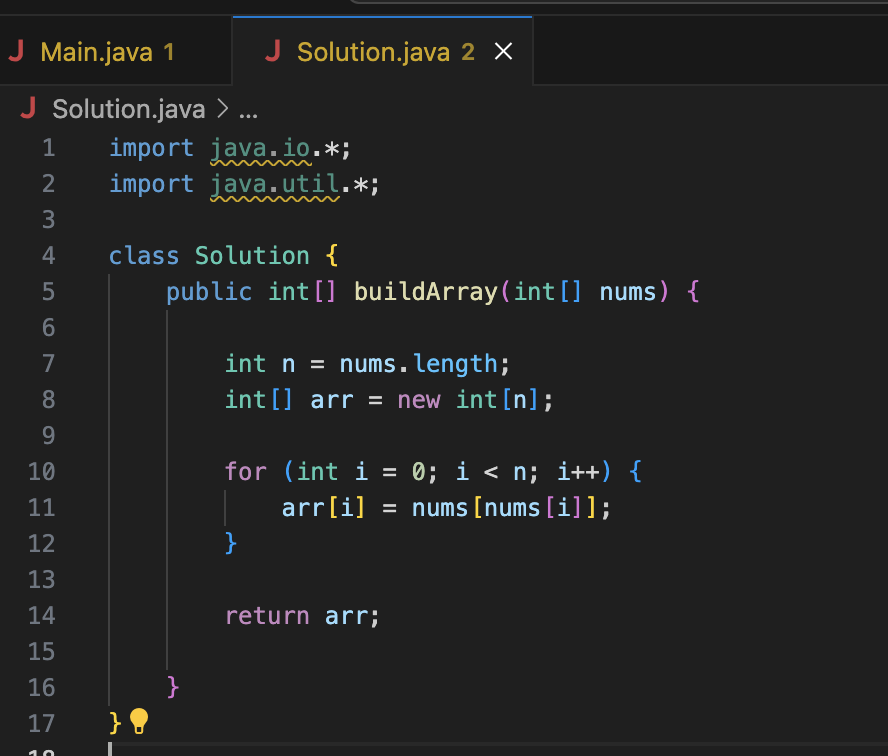 J Main.java 1
J Solution.java 2 ×
J Solution.java > ...
1 import java.io.*;
2 import java.util.*;
3
4 class Solution {
5     public int[] buildArray(int[] nums) {
6
7         int n = nums.length;
8         int[] arr = new int[n];
9
10         for (int i = 0; i < n; i++) {
11             arr[i] = nums[nums[i]];
12         }
13
14         return arr;
15
16     }
17 }
18